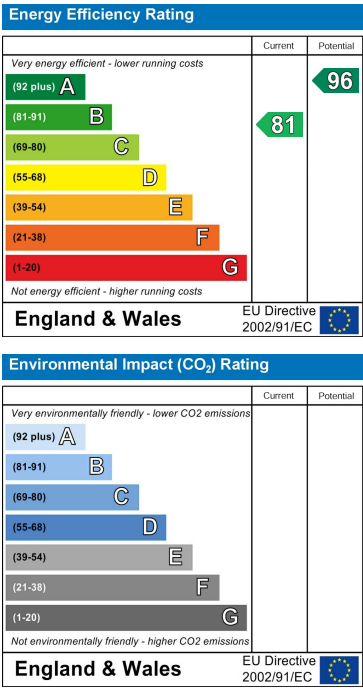 Energy Efficiency Rating
Current Potential
Very energy efficient - lower running costs
(92 plus) A
96
(81-91) B
81
(69-80) C
(55-68) D
(39-54) E
(21-38) F
(1-20) G
Not energy efficient - higher running costs
England & Wales
EU Directive
2002/91/EC
Environmental Impact (CO₂) Rating
Current Potential
Very environmentally friendly - lower CO2 emissions
(92 plus) A
(81-91) B
(69-80) C
(55-68) D
(39-54) E
(21-38) F
(1-20) G
Not environmentally friendly - higher CO2 emissions
England & Wales
EU Directive
2002/91/EC